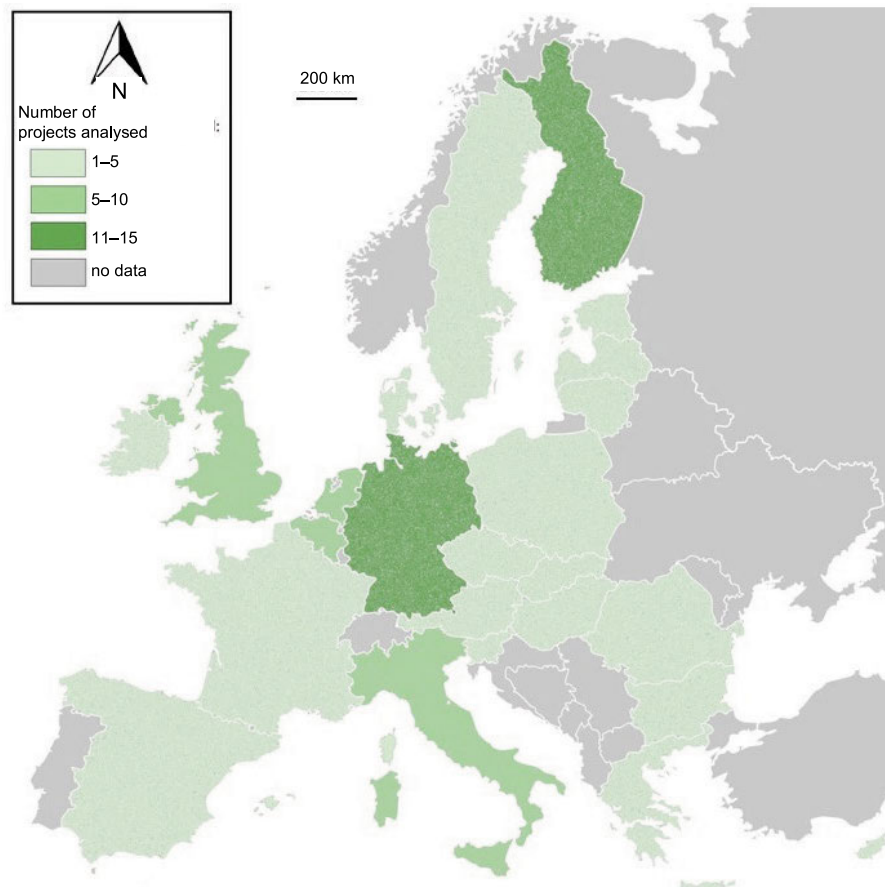 N
200 km
Number of
projects analysed
1–5
5–10
11–15
no data